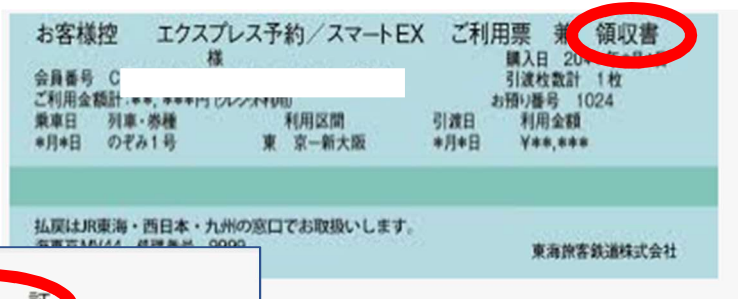 お客様控 エクスプレス予約／スマートEX ご利用票 兼 領収書
様
購入日 20
会員番号 C
引渡枚数計 1枚
ご利用金額計:**, ***円
お預り番号 1024
乗車日 列車・券種 利用区間 引渡日 利用金額
*月*日 のぞみ1号 東 京ー新大阪 *月*日 ¥**,***
払戻はJR東海・西日本・九州の窓口でお取扱いします。
東海旅客鉄道株式会社
証